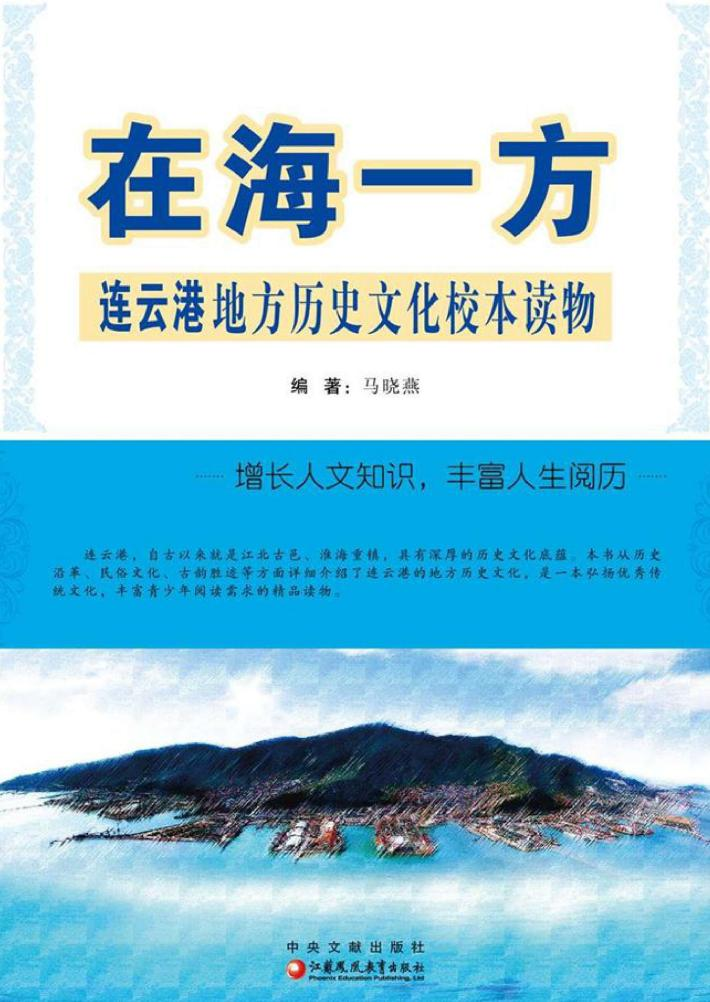 在海一方
连云港地方历史文化校本读物
编 著：马晓燕
增长人文知识，丰富人生阅历
连云港，自古以来就是江北古邑、淮海重镇，具有深厚的历史文化底蕴。本书从历史
沿革、民俗文化、古韵胜迹等方面详细介绍了连云港的地方历史文化，是一本弘扬优秀传
统文化，丰富青少年阅读需求的精品读物。
中央文献出版社
江苏凤凰教育出版社
Phoenix Education Publishing, Ltd